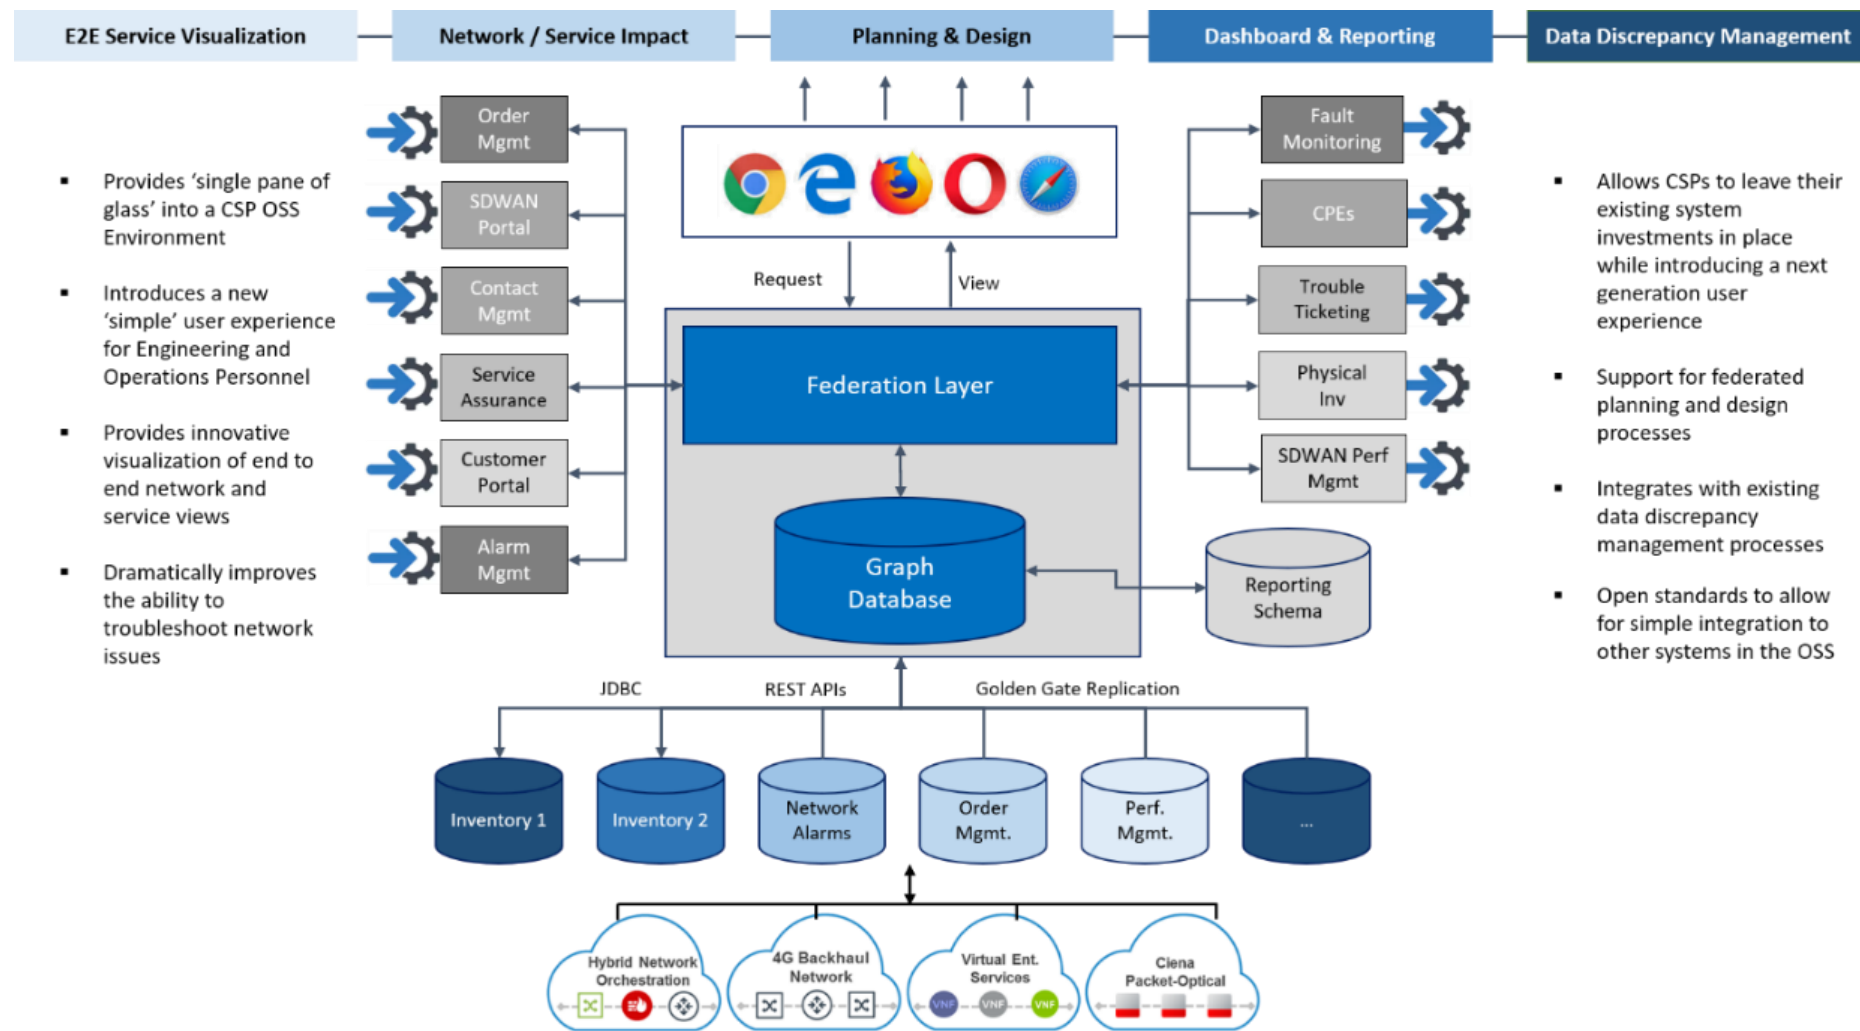 E2E Service Visualization
Network / Service Impact
Planning & Design
Dashboard & Reporting
Data Discrepancy Management
Provides ‘single pane of
glass’ into a CSP OSS
Environment
Introduces a new
‘simple’ user experience
for Engineering and
Operations Personnel
Provides innovative
visualization of end to
end network and
service views
Dramatically improves
the ability to
troubleshoot network
issues
Order
Mgmt
SDWAN
Portal
Contact
Mgmt
Service
Assurance
Customer
Portal
Alarm
Mgmt
Request
View
Federation Layer
Graph
Database
Fault
Monitoring
CPEs
Trouble
Ticketing
Physical
Inv
SDWAN Perf
Mgmt
Reporting
Schema
Allows CSPs to leave their
existing system
investments in place
while introducing a next
generation user
experience
Support for federated
planning and design
processes
Integrates with existing
data discrepancy
management processes
Open standards to allow
for simple integration to
other systems in the OSS
JDBC
REST APIs
Golden Gate Replication
Inventory 1
Inventory 2
Network
Alarms
Order
Mgmt.
Perf.
Mgmt.
...
Hybrid Network
Orchestration
4G Backhaul
Network
Virtual Ent.
Services
VNF
VNF
VNF
Ciena
Packet-Optical